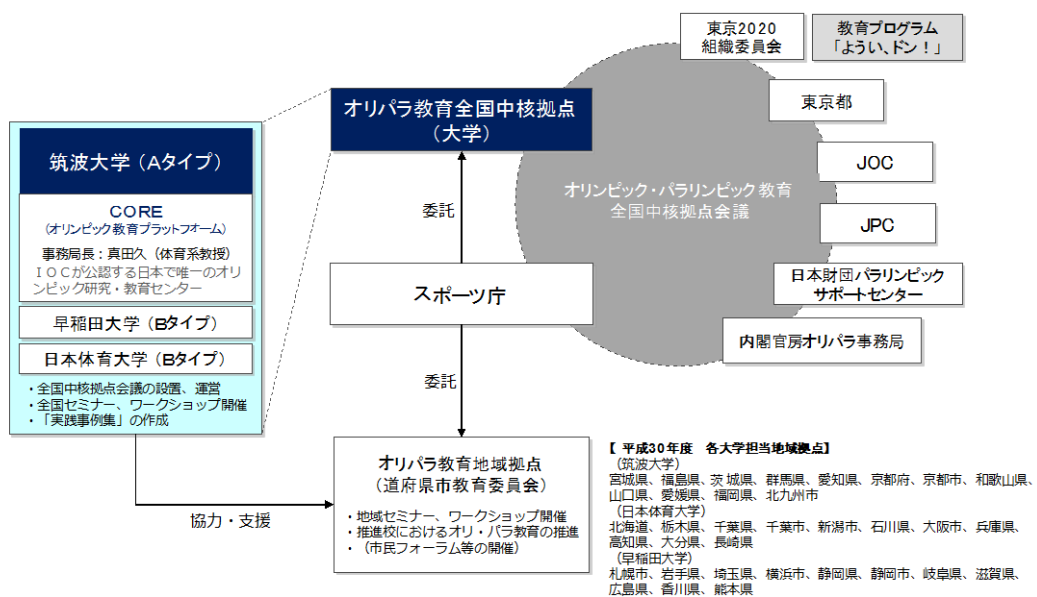 東京2020
組織委員会
教育プログラム
「ようい、ドン！」
オリパラ教育全国中核拠点
（大学）
東京都
筑波大学（Aタイプ）
JOC
オリンピック・パラリンピック教育
全国中核拠点会議
CORE
（オリンピック教育プラットフォーム）
委託
JPC
事務局長：真田久（体育系教授）
ＩＯＣが公認する日本で唯一のオリ
ンピック研究・教育センター
スポーツ庁
日本財団パラリンピック
サポートセンター
早稲田大学（Bタイプ）
内閣官房オリパラ事務局
日本体育大学（Bタイプ）
委託
・全国中核拠点会議の設置、運営
・全国セミナー、ワークショップ開催
・「実践事例集」の作成
オリパラ教育地域拠点
（道府県市教育委員会）
・地域セミナー、ワークショップ開催
・推進校におけるオリ・パラ教育の推進
・（市民フォーラム等の開催）
協力・支援
【 平成30年度　各大学担当地域拠点】
（筑波大学）
宮城県、福島県、茨城県、群馬県、愛知県、京都府、京都市、和歌山県、
山口県、愛媛県、福岡県、北九州市
（日本体育大学）
北海道、栃木県、千葉県、千葉市、新潟市、石川県、大阪市、兵庫県、
高知県、大分県、長崎県
（早稲田大学）
札幌市、岩手県、埼玉県、横浜市、静岡県、静岡市、岐阜県、滋賀県、
広島県、香川県、熊本県